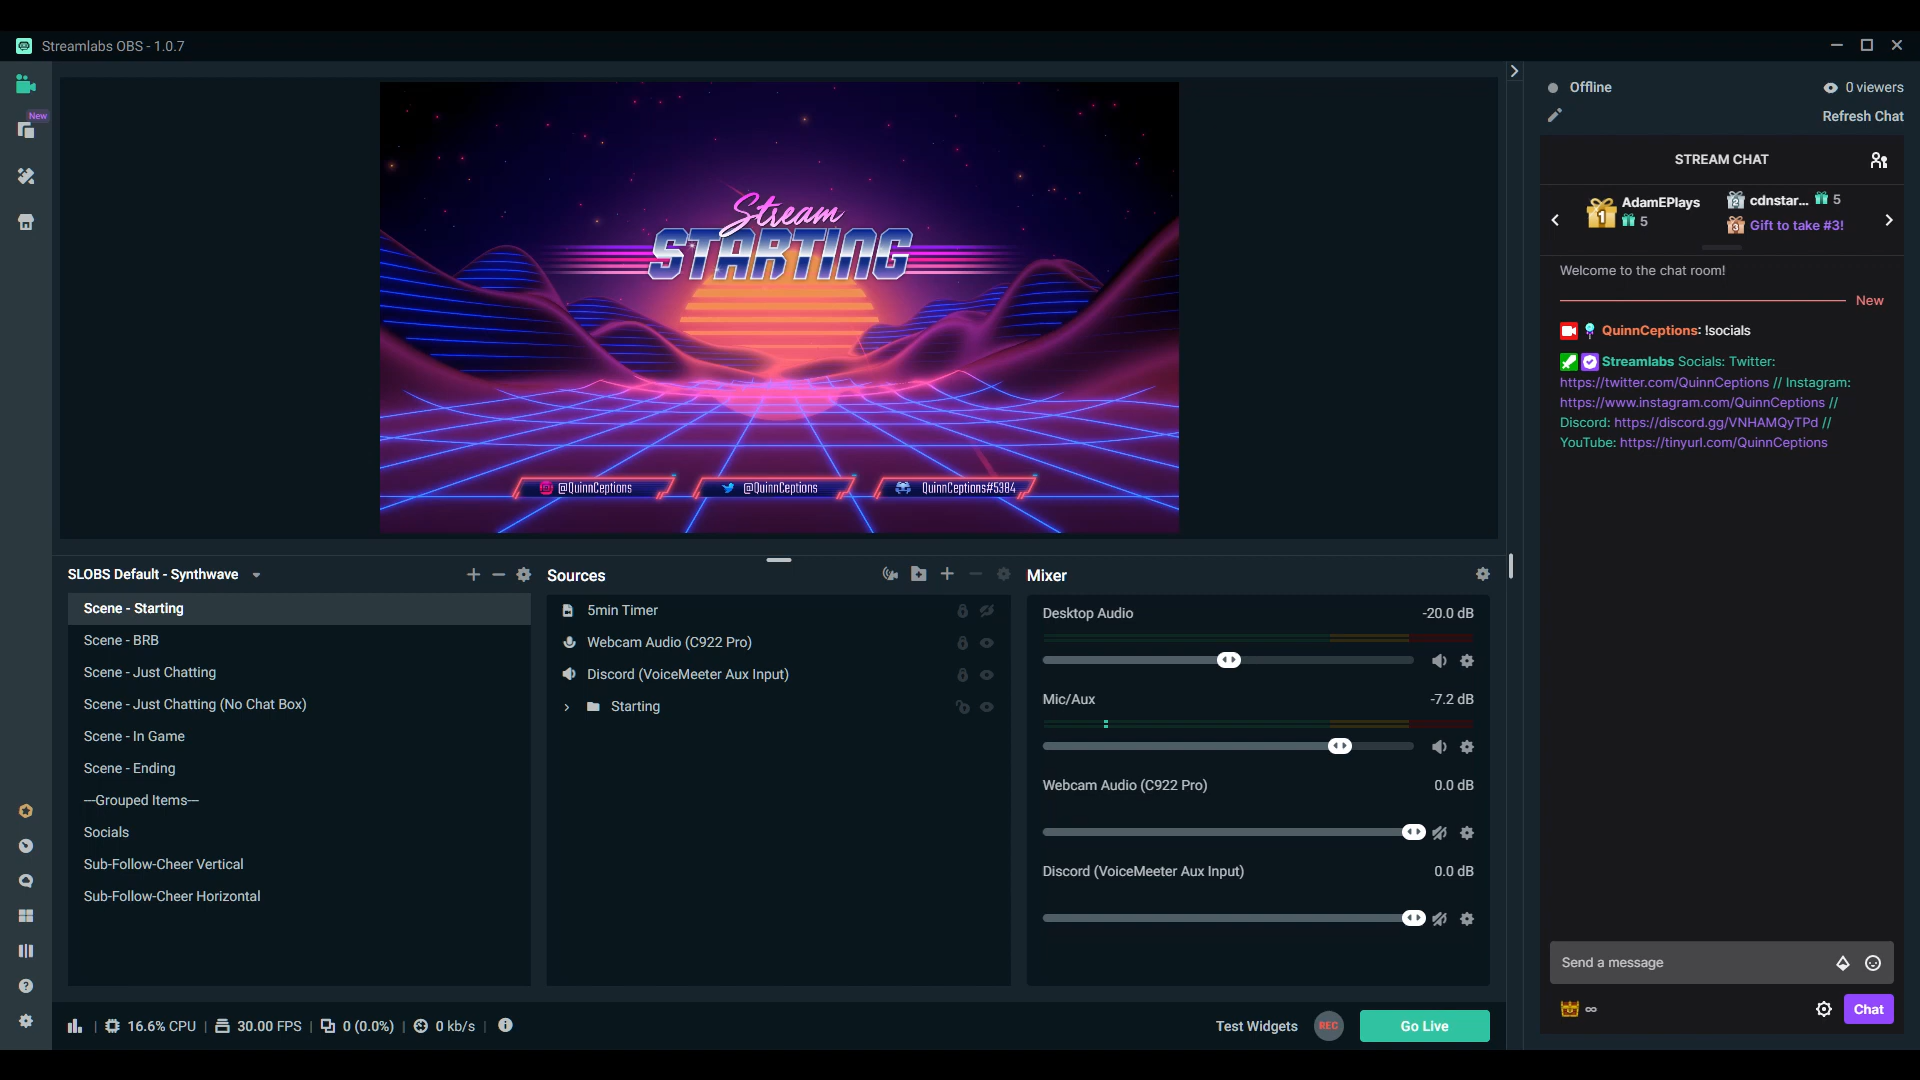 Streamlabs OBS - 1.0.7
New
Stream
STARTING
@QuinnCeptions
@QuinnCeptions
QuinnCeptions#5384
Offline
0 viewers
Refresh Chat
STREAM CHAT
1
AdamEPlays
5
2
cdnstar...
5
3
Gift to take #3!
Welcome to the chat room!
New
QuinnCeptions: !socials
Streamlabs Socials: Twitter:
https://twitter.com/QuinnCeptions // Instagram:
https://www.instagram.com/QuinnCeptions //
Discord: https://discord.gg/VNHAMQyTPd //
YouTube: https://tinyurl.com/QuinnCeptions
SLOBS Default - Synthwave
Scene - Starting
Scene - BRB
Scene - Just Chatting
Scene - Just Chatting (No Chat Box)
Scene - In Game
Scene - Ending
---Grouped Items---
Socials
Sub-Follow-Cheer Vertical
Sub-Follow-Cheer Horizontal
Sources
5min Timer
Webcam Audio (C922 Pro)
Discord (VoiceMeeter Aux Input)
Starting
Mixer
Desktop Audio
-20.0 dB
Mic/Aux
-7.2 dB
Webcam Audio (C922 Pro)
0.0 dB
Discord (VoiceMeeter Aux Input)
0.0 dB
Send a message
∞
Chat
16.6% CPU
30.00 FPS
0 (0.0%)
0 kb/s
Test Widgets
REC
Go Live